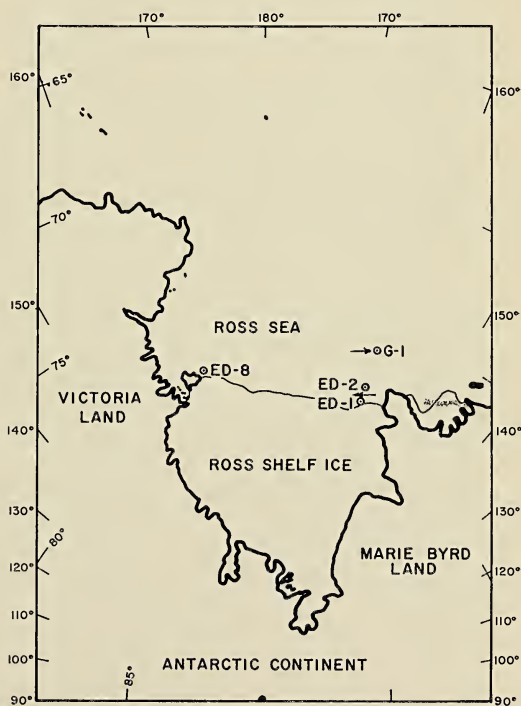 170° 180° 170°
160° 65° 160°
70°
150° 150°
ROSS SEA
G-1
75°
ED-8
ED-2
VICTORIA
LAND
ED-1
140° 140°
ROSS SHELF ICE
130° 130°
80°
MARIE BYRD
LAND
120° 120°
110° 110°
ANTARCTIC CONTINENT
100° 100°
85°
90° 90°